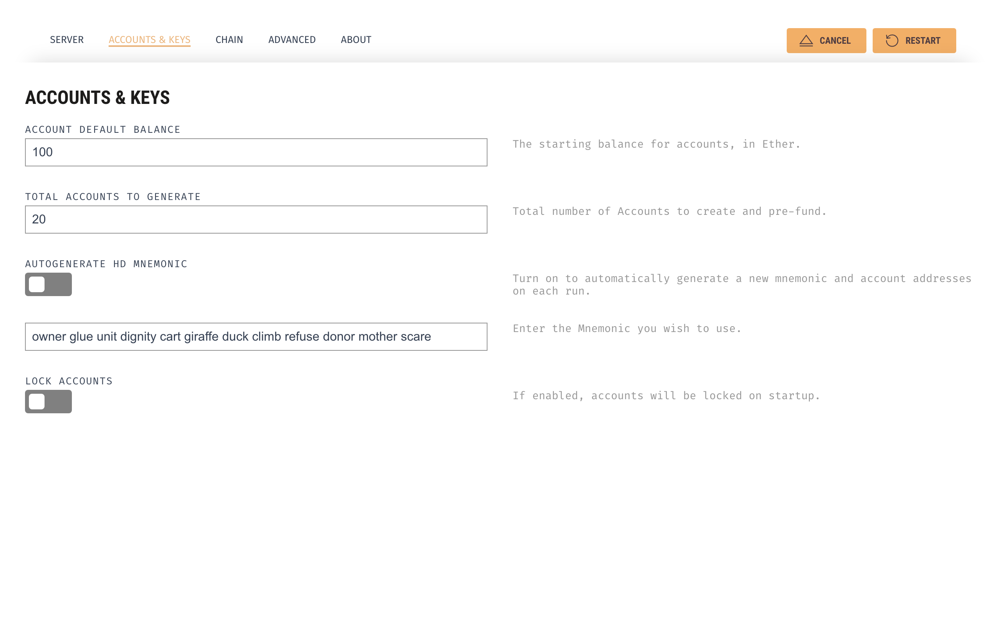 SERVER
ACCOUNTS & KEYS
CHAIN
ADVANCED
ABOUT
CANCEL
RESTART
ACCOUNTS & KEYS
ACCOUNT DEFAULT BALANCE
100
The starting balance for accounts, in Ether.
TOTAL ACCOUNTS TO GENERATE
20
Total number of Accounts to create and pre-fund.
AUTOGENERATE HD MNEMONIC
Turn on to automatically generate a new mnemonic and account addresses
on each run.
owner glue unit dignity cart giraffe duck climb refuse donor mother scare
Enter the Mnemonic you wish to use.
LOCK ACCOUNTS
If enabled, accounts will be locked on startup.